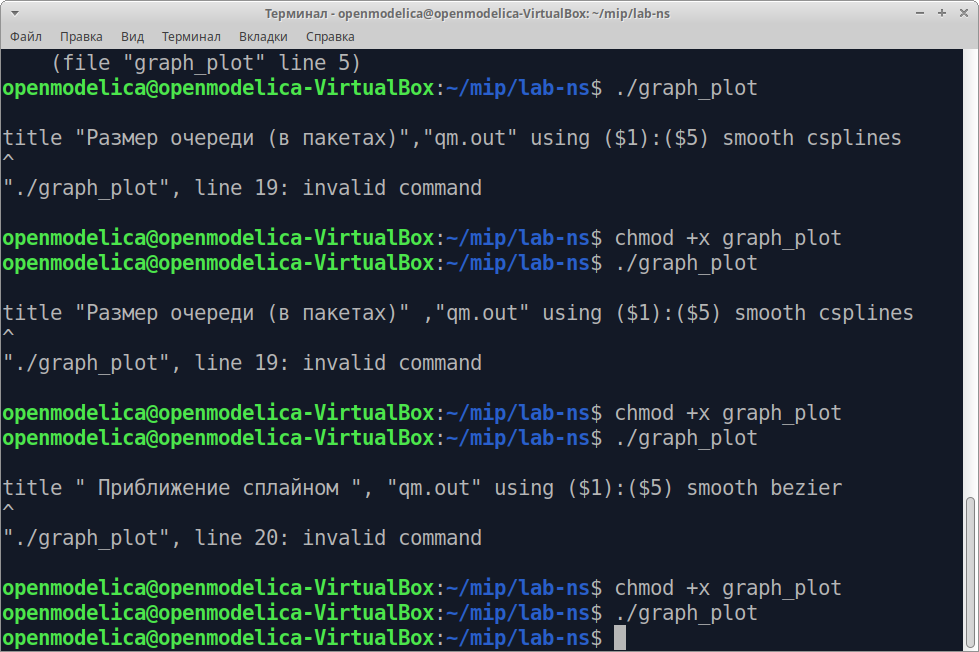 Терминал - openmodelica@openmodelica-VirtualBox: ~/mip/lab-ns
Файл Правка Вид Терминал Вкладки Справка
(file "graph_plot" line 5)
openmodelica@openmodelica-VirtualBox:~/mip/lab-ns$ ./graph_plot
title "Размер очереди (в пакетах)","qm.out" using ($1):($5) smooth csplines
^
"./graph_plot", line 19: invalid command
openmodelica@openmodelica-VirtualBox:~/mip/lab-ns$ chmod +x graph_plot
openmodelica@openmodelica-VirtualBox:~/mip/lab-ns$ ./graph_plot
title "Размер очереди (в пакетах)" ,"qm.out" using ($1):($5) smooth csplines
^
"./graph_plot", line 19: invalid command
openmodelica@openmodelica-VirtualBox:~/mip/lab-ns$ chmod +x graph_plot
openmodelica@openmodelica-VirtualBox:~/mip/lab-ns$ ./graph_plot
title " Приближение сплайном ", "qm.out" using ($1):($5) smooth bezier
^
"./graph_plot", line 20: invalid command
openmodelica@openmodelica-VirtualBox:~/mip/lab-ns$ chmod +x graph_plot
openmodelica@openmodelica-VirtualBox:~/mip/lab-ns$ ./graph_plot
openmodelica@openmodelica-VirtualBox:~/mip/lab-ns$